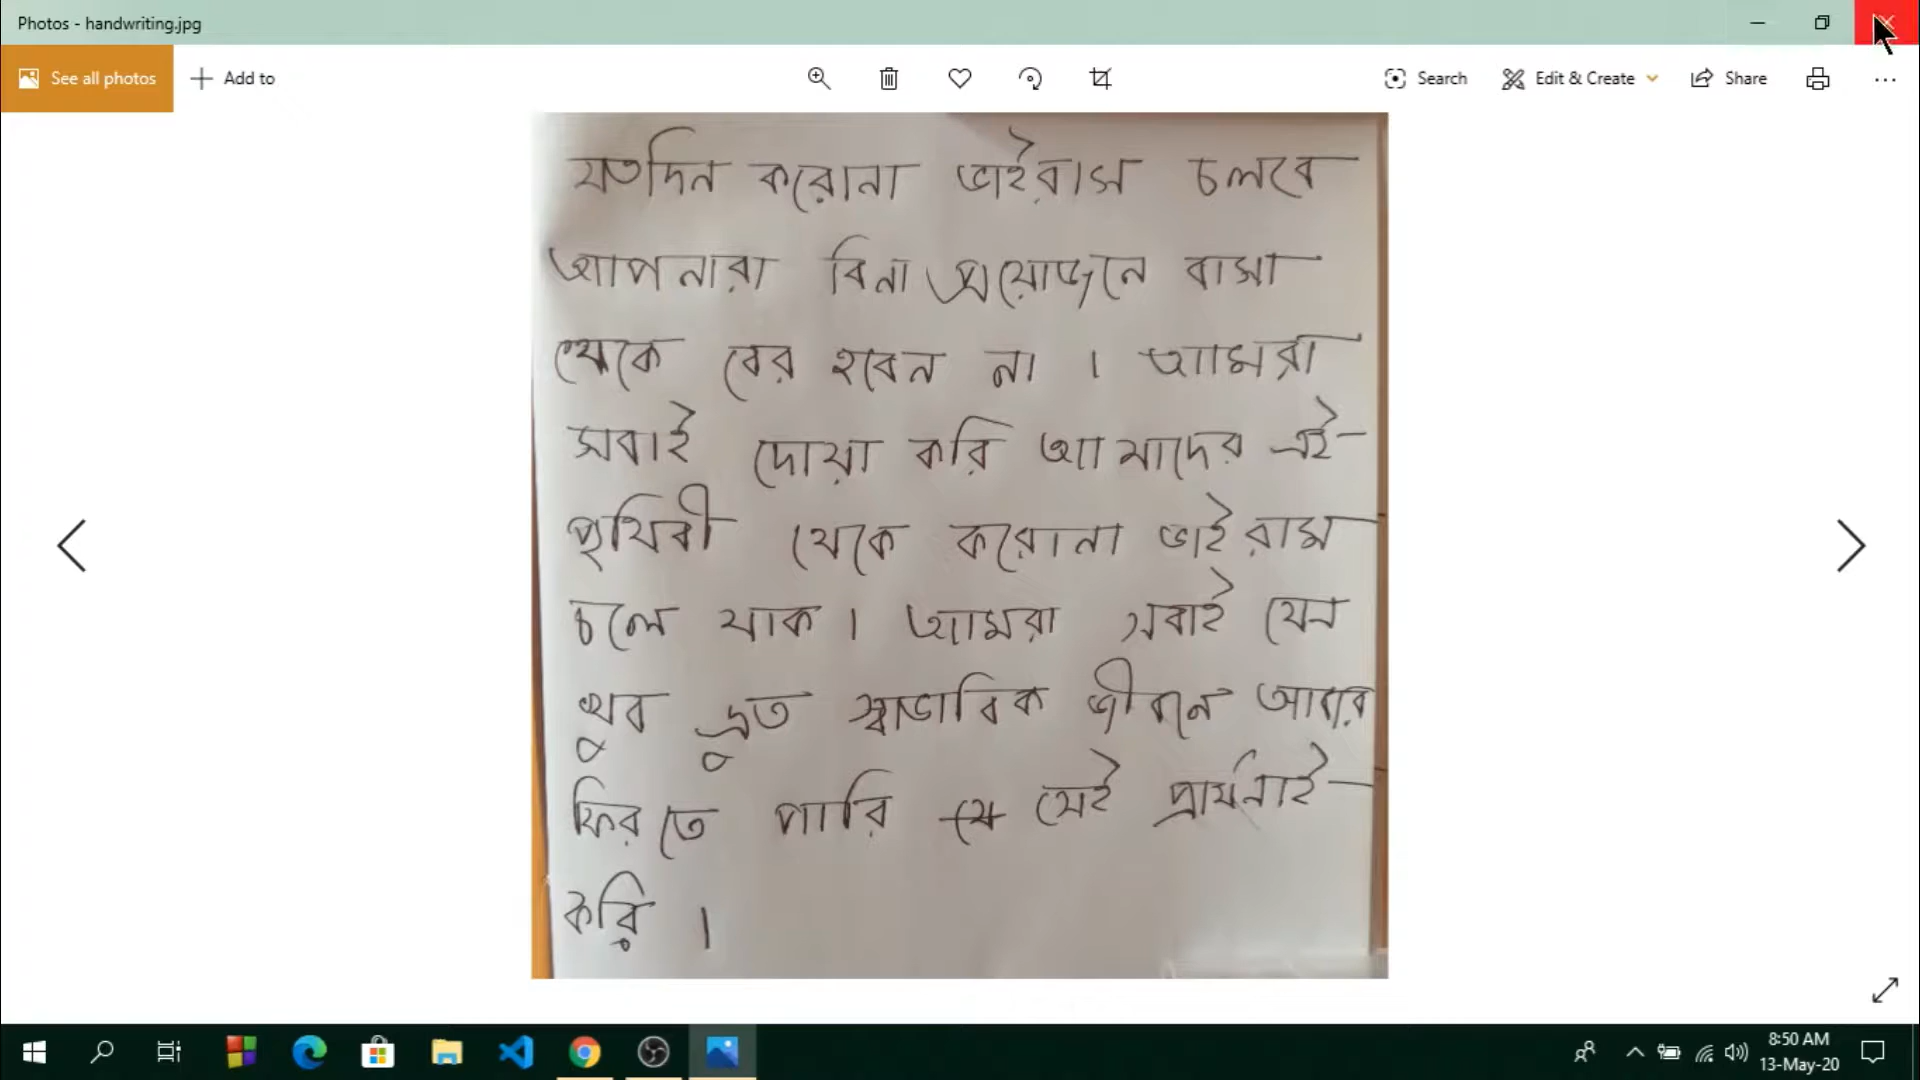 Photos - handwriting.jpg
See all photos
Add to
Search
Edit & Create
Share
যতদিন করোনা ভাইরাস চলবে
আপনারা বিনা প্রয়োজনে বাসা
থেকে বের হবেন না । আমরা
সবাই দোয়া করি আমাদের এই
পৃথিবী থেকে করোনা ভাইরাস
চলে যাক । আমরা সবাই যেন
খুব দ্রুত স্বাভাবিক জীবনে আবার
ফিরতে পারি সেই প্রার্থনাই
করি ।
8:50 AM
13-May-20